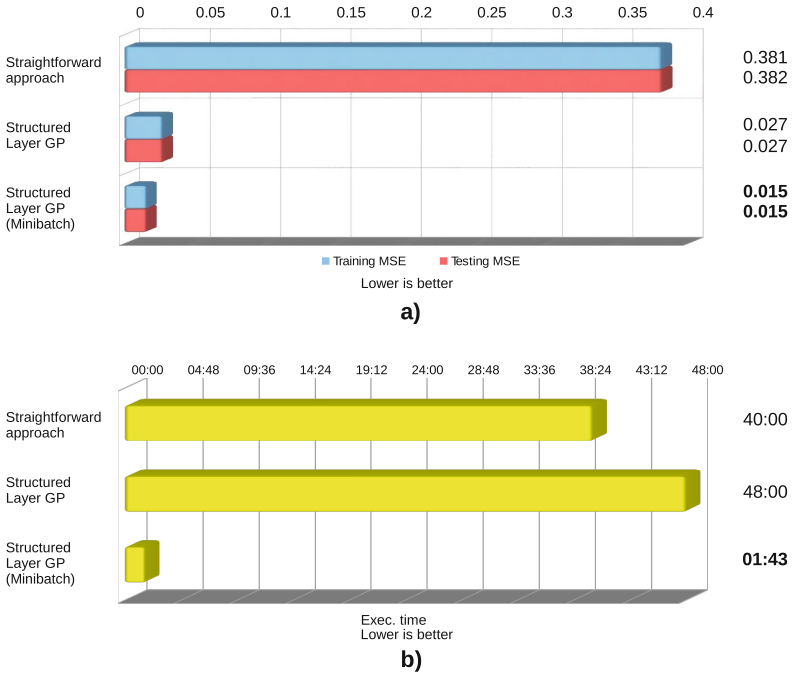 0 0.05 0.1 0.15 0.2 0.25 0.3 0.35 0.4
Straightforward
approach
0.381
0.382
Structured
Layer GP
0.027
0.027
Structured
Layer GP
(Minibatch)
0.015
0.015
Training MSE Testing MSE
Lower is better
a)
00:00 04:48 09:36 14:24 19:12 24:00 28:48 33:36 38:24 43:12 48:00
Straightforward
approach
40:00
Structured
Layer GP
48:00
Structured
Layer GP
(Minibatch)
01:43
Exec. time
Lower is better
b)